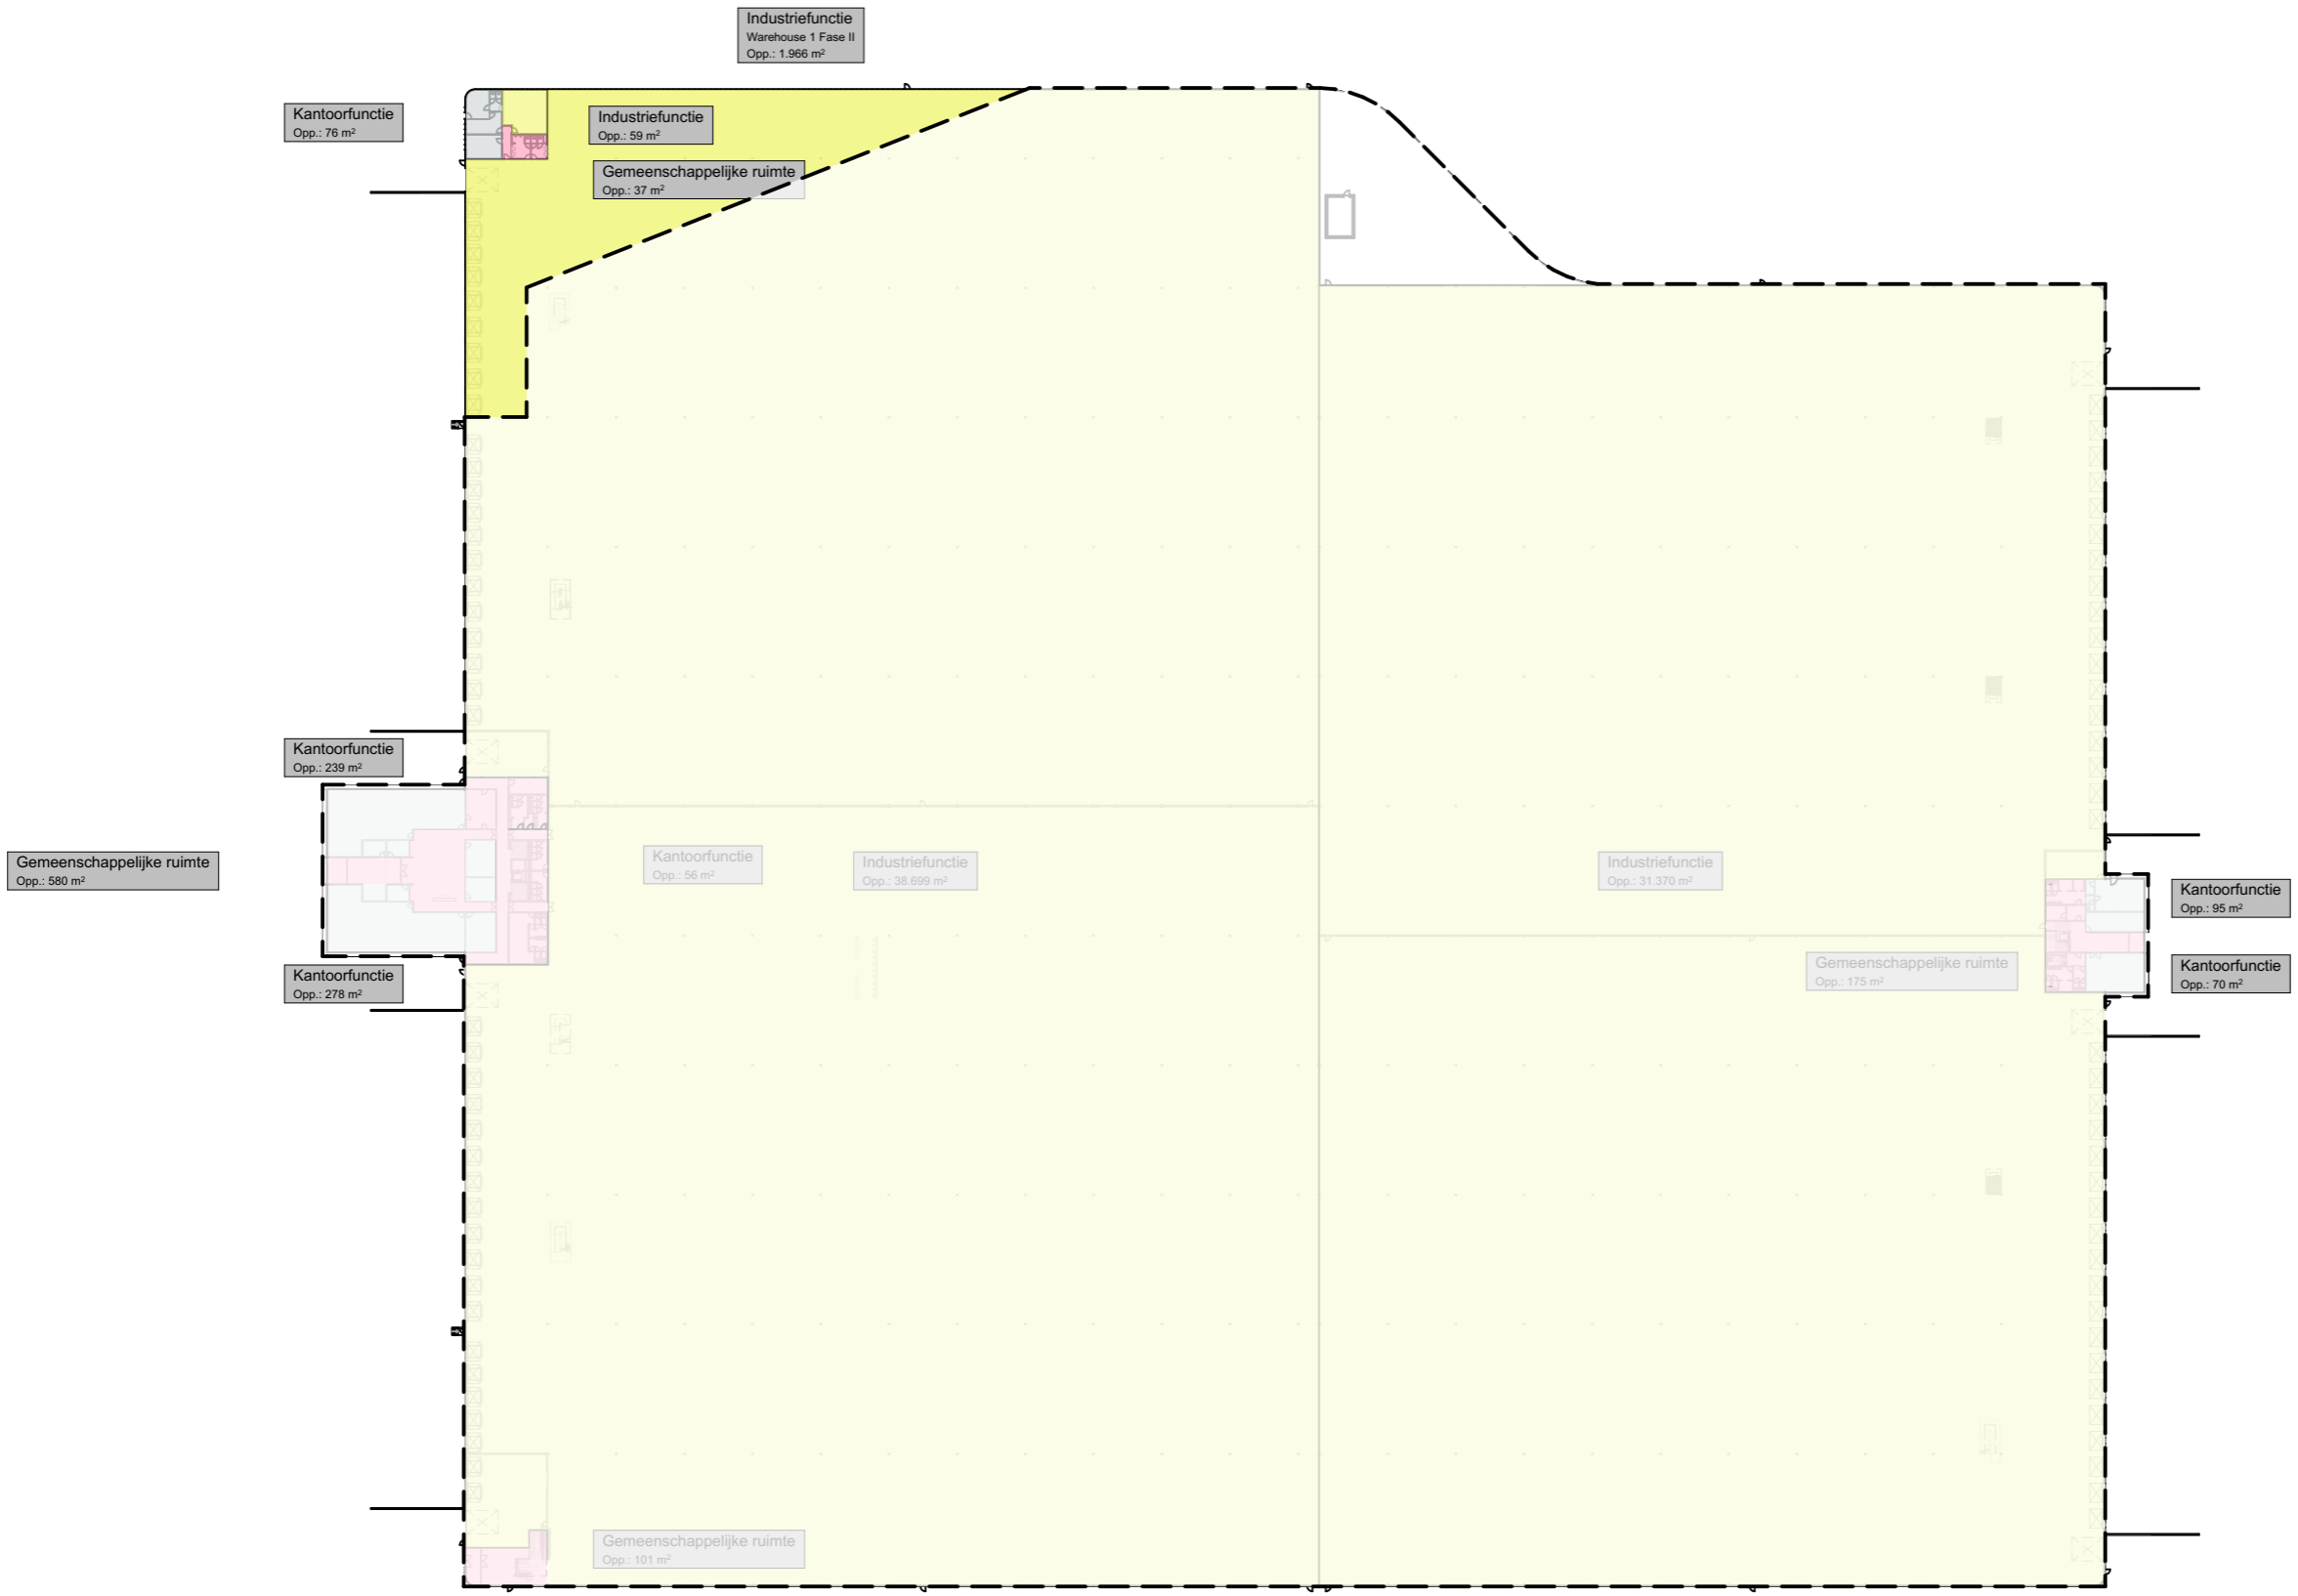 Industriefunctie
Warehouse 1 Fase II
Opp.: 1.966 m²
Kantoorfunctie
Opp.: 76 m²
Industriefunctie
Opp.: 59 m²
Gemeenschappelijke ruimte
Opp.: 37 m²
Kantoorfunctie
Opp.: 239 m²
Gemeenschappelijke ruimte
Opp.: 580 m²
Kantoorfunctie
Opp.: 56 m²
Industriefunctie
Opp.: 38.699 m²
Industriefunctie
Opp.: 31.370 m²
Kantoorfunctie
Opp.: 95 m²
Kantoorfunctie
Opp.: 278 m²
Gemeenschappelijke ruimte
Opp.: 175 m²
Kantoorfunctie
Opp.: 70 m²
Gemeenschappelijke ruimte
Opp.: 101 m²